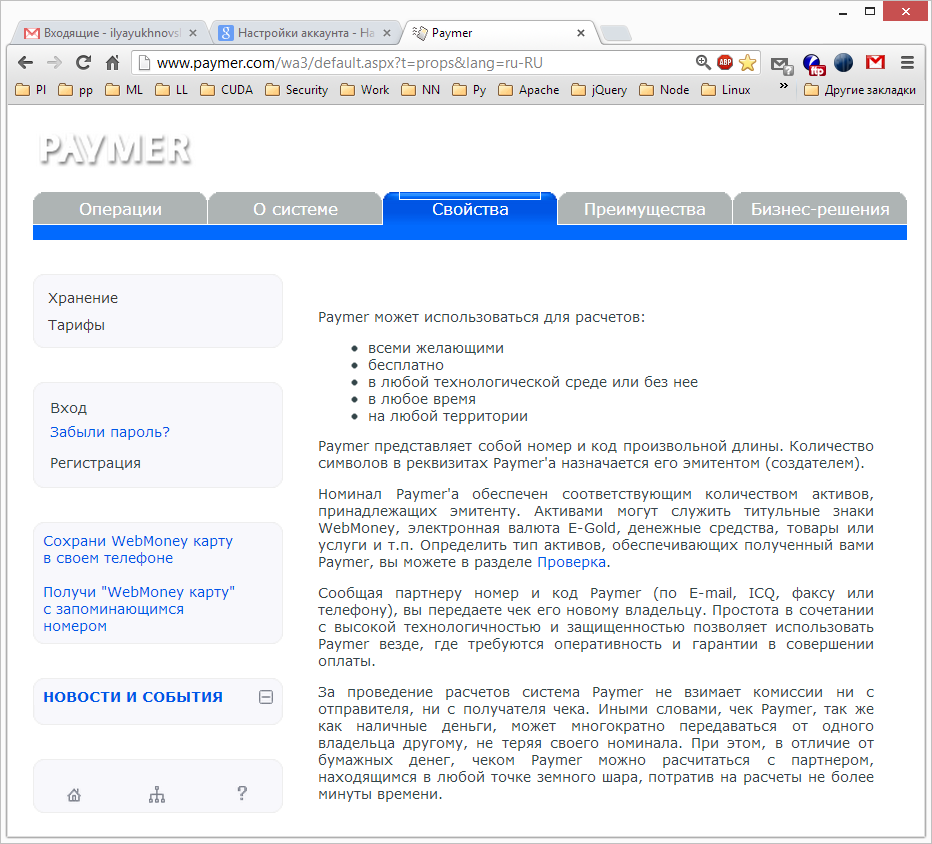 Входящие - ilyayukhnovs
Настройки аккаунта - На
Paymer
www.paymer.com/wa3/default.aspx?t=props&lang=ru-RU
ABP
ftp
PI
pp
ML
LL
CUDA
Security
Work
NN
Py
Apache
jQuery
Node
Linux
»
Другие закладки
PAYMER
Операции
О системе
Свойства
Преимущества
Бизнес-решения
Хранение
Тарифы
Вход
Забыли пароль?
Регистрация
Сохрани WebMoney карту
в своем телефоне
Получи "WebMoney карту"
с запоминающимся
номером
НОВОСТИ И СОБЫТИЯ
?
Paymer может использоваться для расчетов:
всеми желающими
бесплатно
в любой технологической среде или без нее
в любое время
на любой территории
Paymer представляет собой номер и код произвольной длины. Количество
символов в реквизитах Paymer'а назначается его эмитентом (создателем).
Номинал Paymer'а обеспечен соответствующим количеством активов,
принадлежащих эмитенту. Активами могут служить титульные знаки
WebMoney, электронная валюта E-Gold, денежные средства, товары или
услуги и т.п. Определить тип активов, обеспечивающих полученный вами
Paymer, вы можете в разделе Проверка.
Сообщая партнеру номер и код Paymer (по E-mail, ICQ, факсу или
телефону), вы передаете чек его новому владельцу. Простота в сочетании
с высокой технологичностью и защищенностью позволяет использовать
Paymer везде, где требуются оперативность и гарантии в совершении
оплаты.
За проведение расчетов система Paymer не взимает комиссии ни с
отправителя, ни с получателя чека. Иными словами, чек Paymer, так же
как наличные деньги, может многократно передаваться от одного
владельца другому, не теряя своего номинала. При этом, в отличие от
бумажных денег, чеком Paymer можно расчитаться с партнером,
находящимся в любой точке земного шара, потратив на расчеты не более
минуты времени.